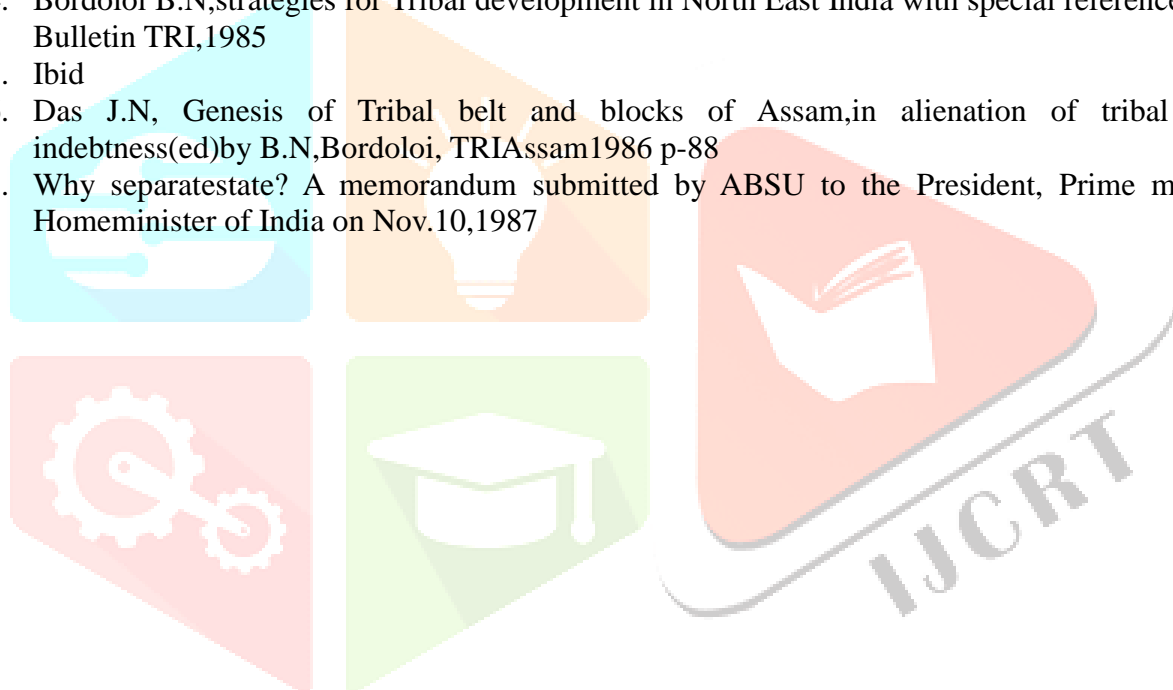 . Bordoloi B.N,strategies for Tribal development in North East India with special reference
Bulletin TRI,1985
. Ibid
. Das J.N, Genesis of Tribal belt and blocks of Assam,in alienation of tribal
indebtness(ed)by B.N,Bordoloi, TRIAssam1986 p-88
. Why separatestate? A memorandum submitted by ABSU to the President, Prime m
Homeminister of India on Nov.10,1987
IJCRT